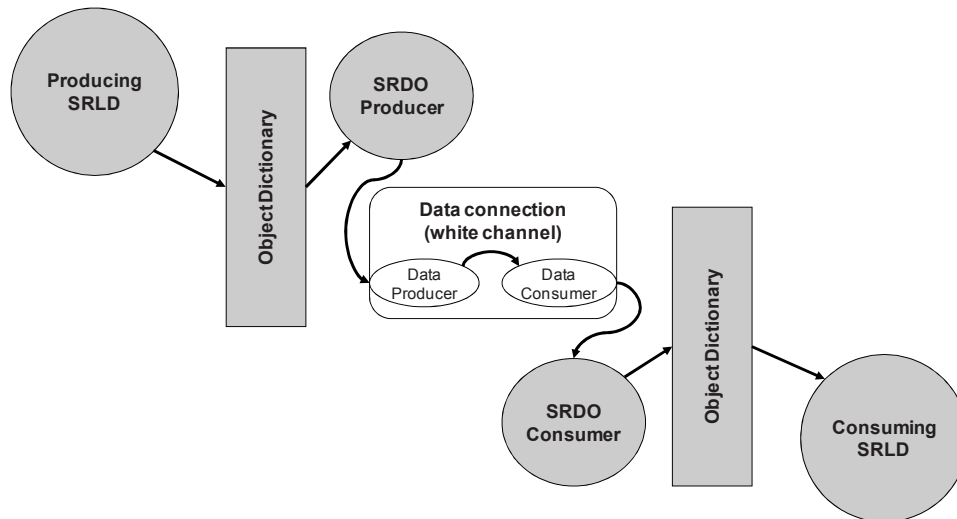 Producing
SRLD
Object Dictionary
SRDO
Producer
Data connection
(white channel)
Data
Producer
Data
Consumer
SRDO
Consumer
Object Dictionary
Consuming
SRLD